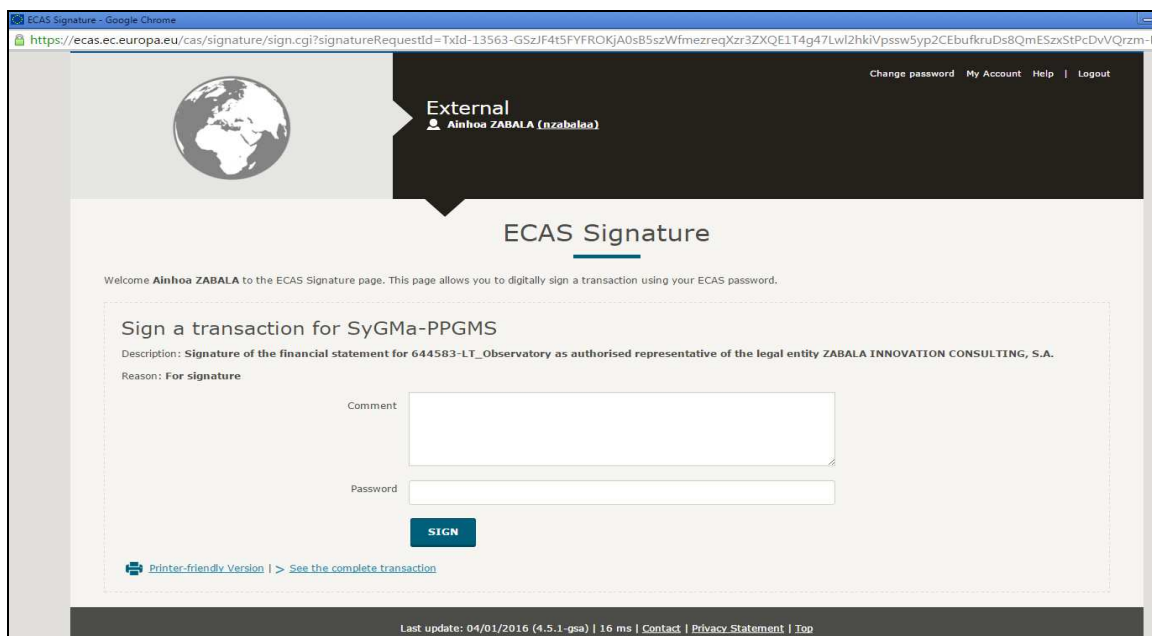 ECAS Signature - Google Chrome
https://ecas.ec.europa.eu/cas/signature/sign.cgi?signatureRequestId=TxId-13563-GSzJF4t5FYFROKjA0sB5szWfmezreqXzr3ZXQE1T4g47Lwl2hkiVpssw5yp2CEbufkruDs8QmESzxStPcDvVQrzm-
Change password My Account Help | Logout
External
Ainhoa ZABALA (nzabalaa)
ECAS Signature
Welcome Ainhoa ZABALA to the ECAS Signature page. This page allows you to digitally sign a transaction using your ECAS password.
Sign a transaction for SyGMa-PPGMS
Description: Signature of the financial statement for 644583-LT_Observatory as authorised representative of the legal entity ZABALA INNOVATION CONSULTING, S.A.
Reason: For signature
Comment
Password
SIGN
Printer-friendly Version | > See the complete transaction
Last update: 04/01/2016 (4.5.1-gsa) | 16 ms | Contact | Privacy Statement | Top